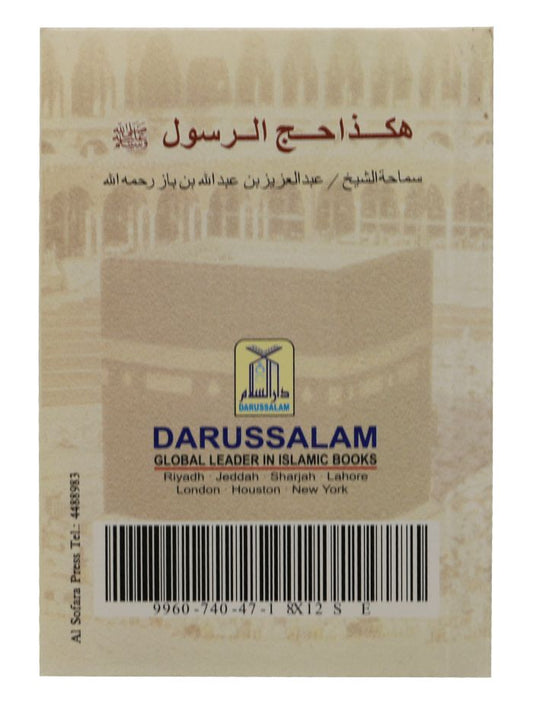 هكذا حج الرسول ﷺ
سماحة الشيخ / عبد العزيز بن عبد الله بن باز رحمه الله
دار السلام
DARUSSALAM
DARUSSALAM
GLOBAL LEADER IN ISLAMIC BOOKS
Riyadh · Jeddah · Sharjah · Lahore
London · Houston · New York
9960-740-47-1 8X12 S E
Al Sofara Press Tel.: 4488983